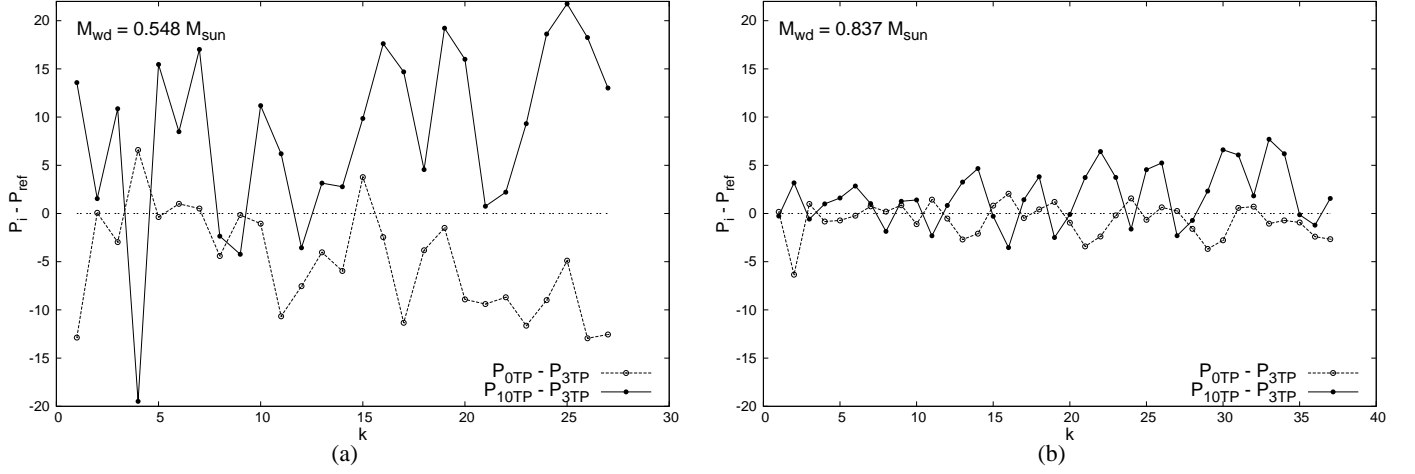 20
15
10
5
0
-5
-10
-15
-20
P_i - P_ref
M_wd = 0.548 M_sun
P_0TP - P_3TP
P_10TP - P_3TP
0 5 10 15 20 25 30
k
(a)
20
15
10
5
0
-5
-10
-15
-20
P_i - P_ref
M_wd = 0.837 M_sun
P_0TP - P_3TP
P_10TP - P_3TP
0 5 10 15 20 25 30 35 40
k
(b)